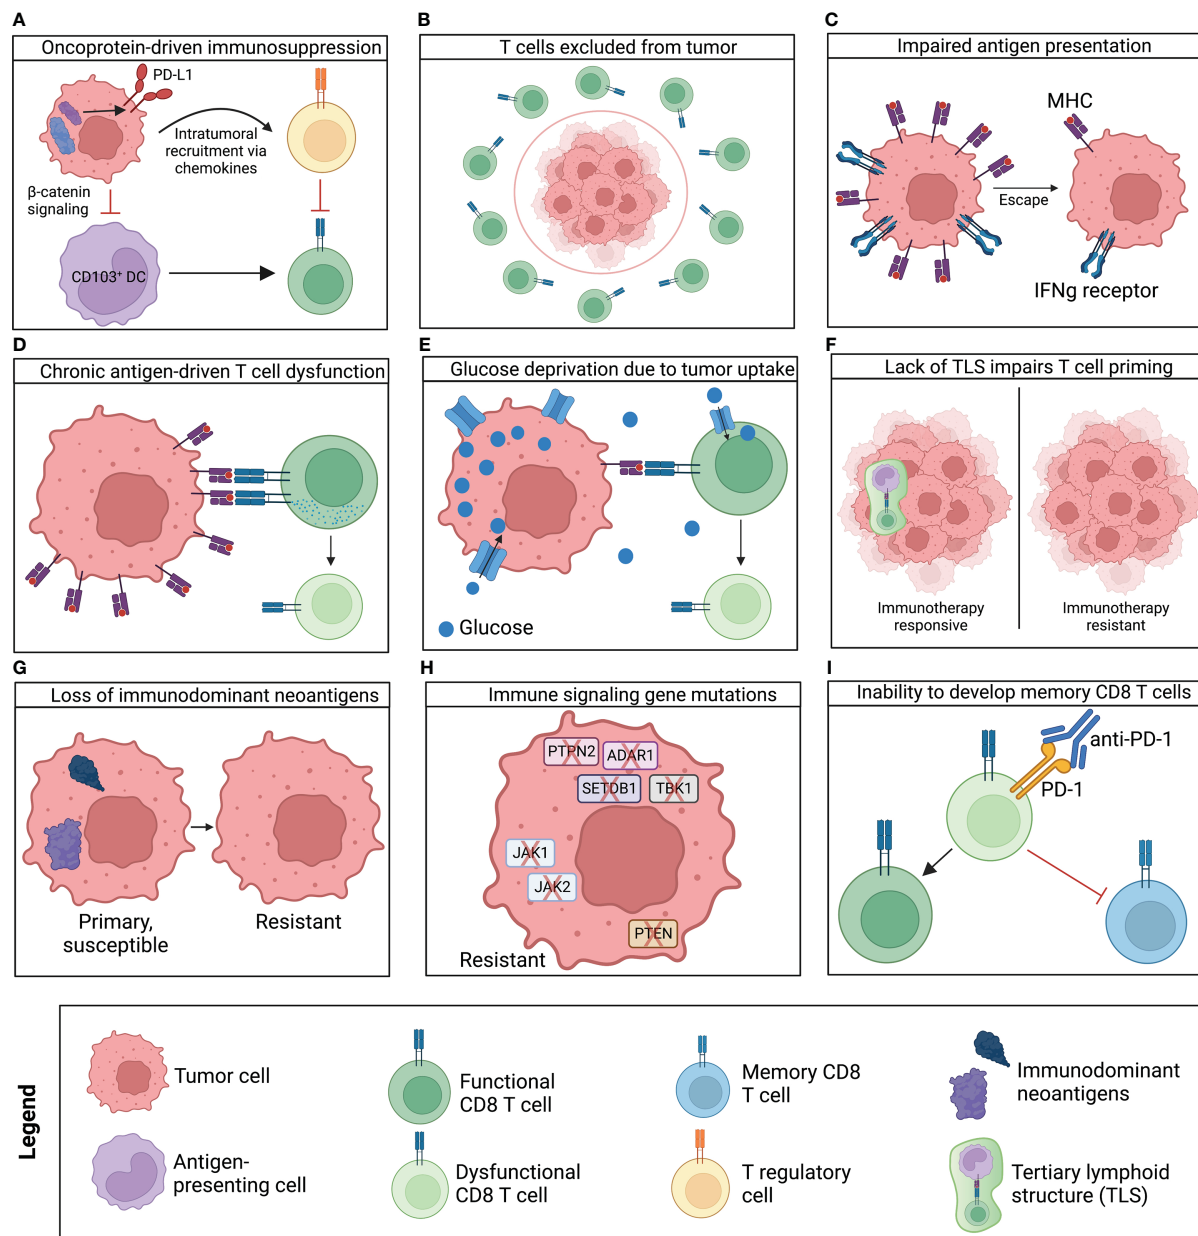 A
Oncoprotein-driven immunosuppression
PD-L1
Intratumoral
recruitment via
chemokines
β-catenin
signaling
CD103⁺ DC
B
T cells excluded from tumor
C
Impaired antigen presentation
MHC
Escape
IFNg receptor
D
Chronic antigen-driven T cell dysfunction
E
Glucose deprivation due to tumor uptake
Glucose
F
Lack of TLS impairs T cell priming
Immunotherapy
responsive
Immunotherapy
resistant
G
Loss of immunodominant neoantigens
Primary,
susceptible
Resistant
H
Immune signaling gene mutations
PTPN2
ADAR1
SETDB1
TBK1
JAK1
JAK2
PTEN
Resistant
I
Inability to develop memory CD8 T cells
anti-PD-1
PD-1
Legend
Tumor cell
Functional
CD8 T cell
Memory CD8
T cell
Immunodominant
neoantigens
Antigen-
presenting cell
Dysfunctional
CD8 T cell
T regulatory
cell
Tertiary lymphoid
structure (TLS)